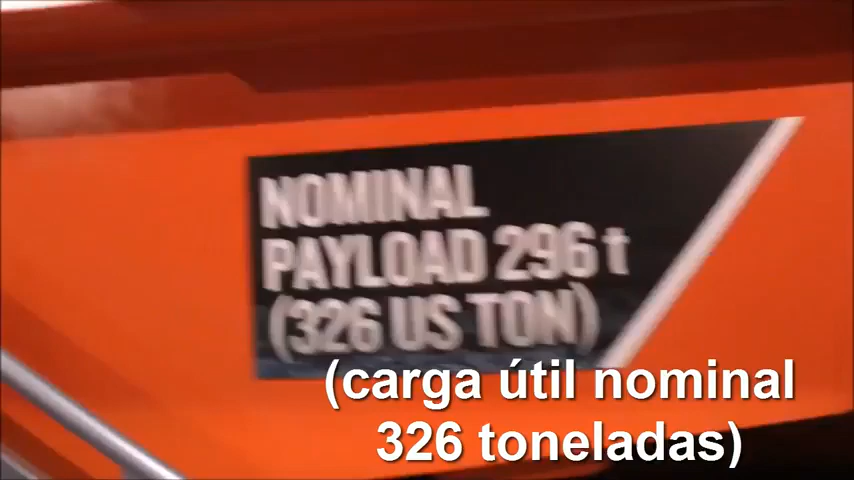 NOMINAL
PAYLOAD 296 t
(326 US TON)
(carga útil nominal
326 toneladas)